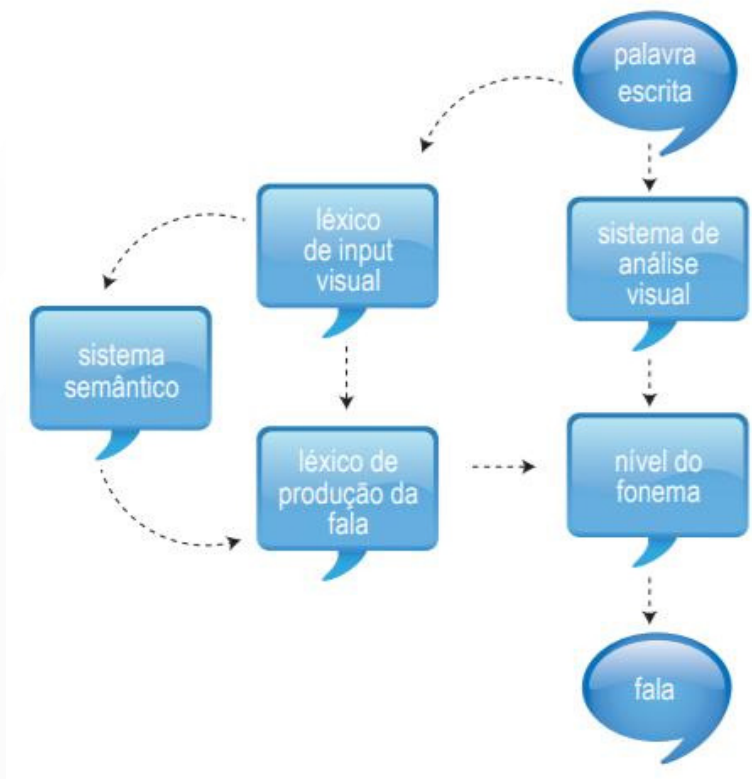 palavra
escrita
léxico
de input
visual
sistema de
análise
visual
sistema
semântico
léxico de
produção da
fala
nível do
fonema
fala